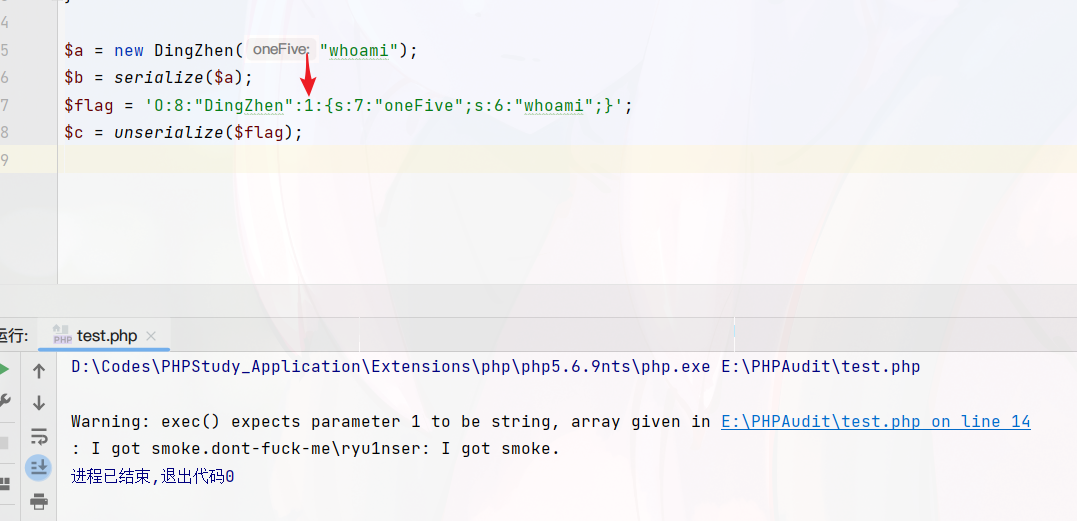 4
5 $a = new DingZhen( oneFive: "whoami");
6 $b = serialize($a);
7 $flag = 'O:8:"DingZhen":1:{s:7:"oneFive";s:6:"whoami";}';
8 $c = unserialize($flag);
9
运行: PHP test.php ×
D:\Codes\PHPStudy_Application\Extensions\php\php5.6.9nts\php.exe E:\PHPAudit\test.php
Warning: exec() expects parameter 1 to be string, array given in E:\PHPAudit\test.php on line 14
: I got smoke.dont-fuck-me\ryu1nser: I got smoke.
进程已结束,退出代码0